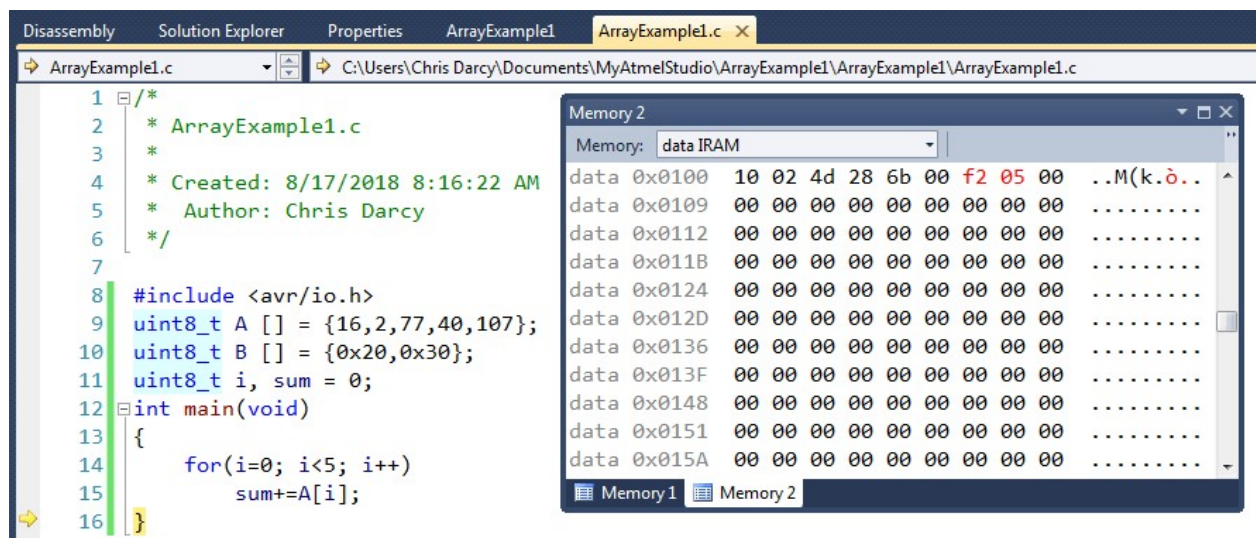 Disassembly Solution Explorer Properties ArrayExample1 ArrayExample1.c
ArrayExample1.c C:\Users\Chris Darcy\Documents\MyAtmelStudio\ArrayExample1\ArrayExample1\ArrayExample1.c
1 /*
2 * ArrayExample1.c
3 *
4 * Created: 8/17/2018 8:16:22 AM
5 * Author: Chris Darcy
6 */
7
8 #include <avr/io.h>
9 uint8_t A [] = {16,2,77,40,107};
10 uint8_t B [] = {0x20,0x30};
11 uint8_t i, sum = 0;
12 int main(void)
13 {
14 for(i=0; i<5; i++)
15 sum+=A[i];
16 }
Memory 2
Memory: data IRAM
data 0x0100 10 02 4d 28 6b 00 f2 05 00 ..M(k.ò..
data 0x0109 00 00 00 00 00 00 00 00 00 .........
data 0x0112 00 00 00 00 00 00 00 00 00 .........
data 0x011B 00 00 00 00 00 00 00 00 00 .........
data 0x0124 00 00 00 00 00 00 00 00 00 .........
data 0x012D 00 00 00 00 00 00 00 00 00 .........
data 0x0136 00 00 00 00 00 00 00 00 00 .........
data 0x013F 00 00 00 00 00 00 00 00 00 .........
data 0x0148 00 00 00 00 00 00 00 00 00 .........
data 0x0151 00 00 00 00 00 00 00 00 00 .........
data 0x015A 00 00 00 00 00 00 00 00 00 .........
Memory 1 Memory 2